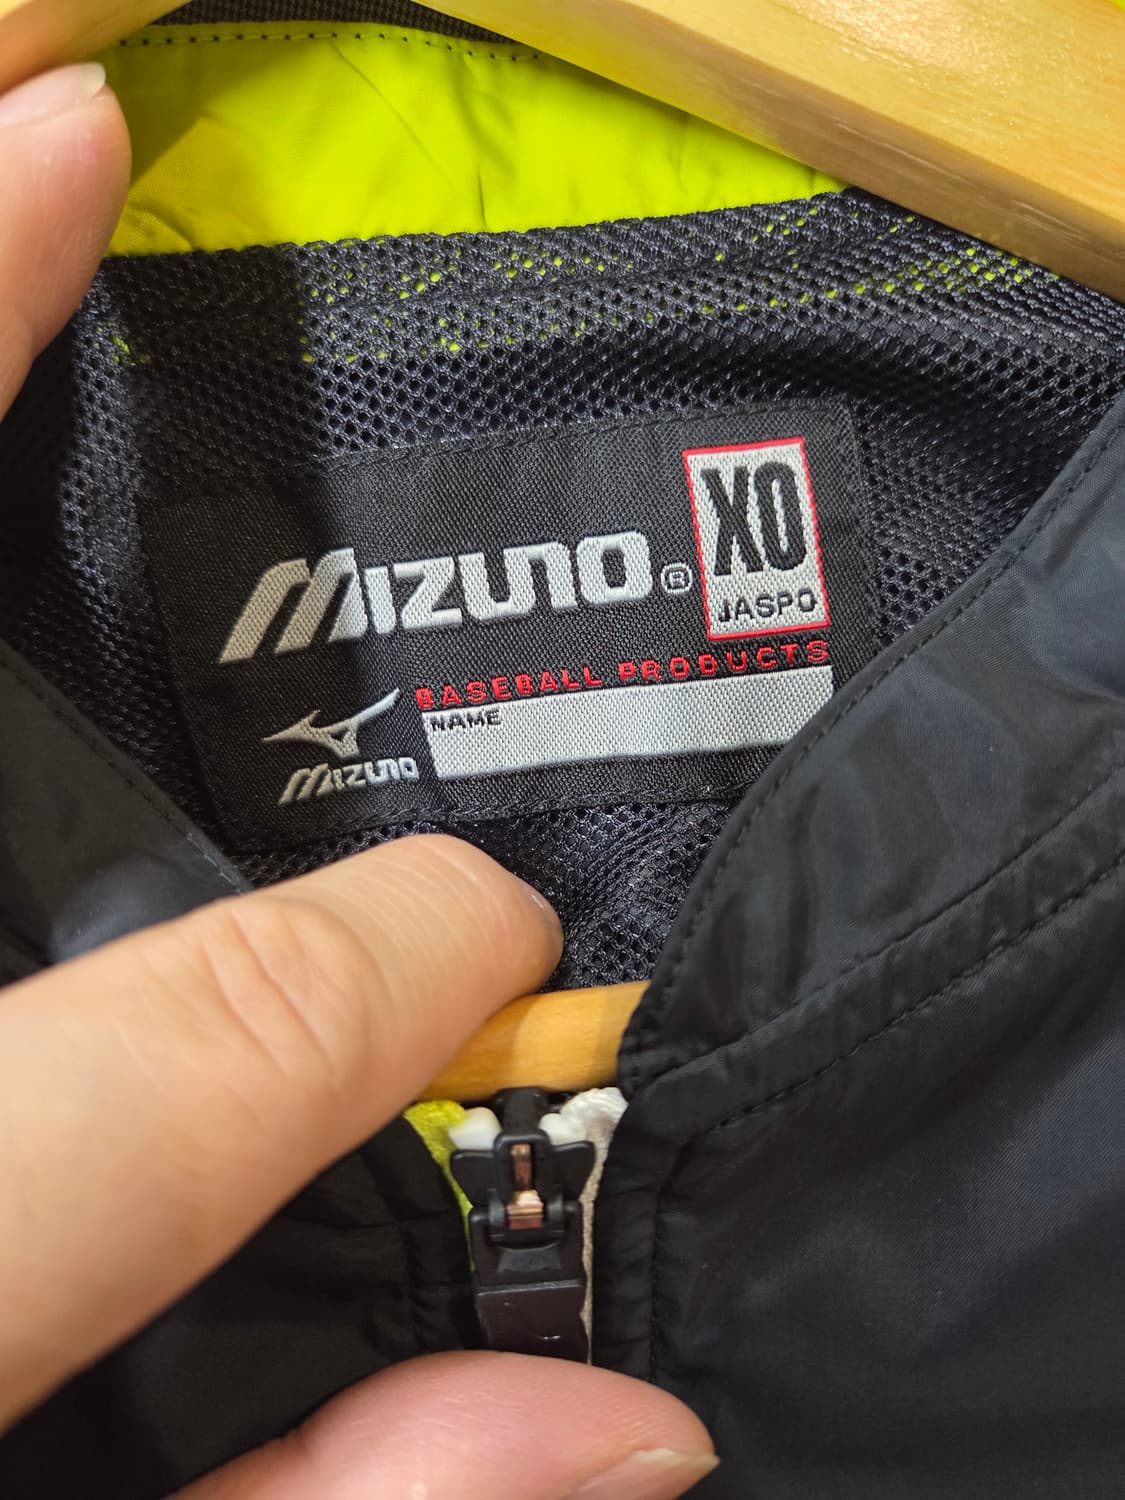 XO
MIZUNO®
JASPO
BASEBALL PRODUCTS
NAME
MIZUNO